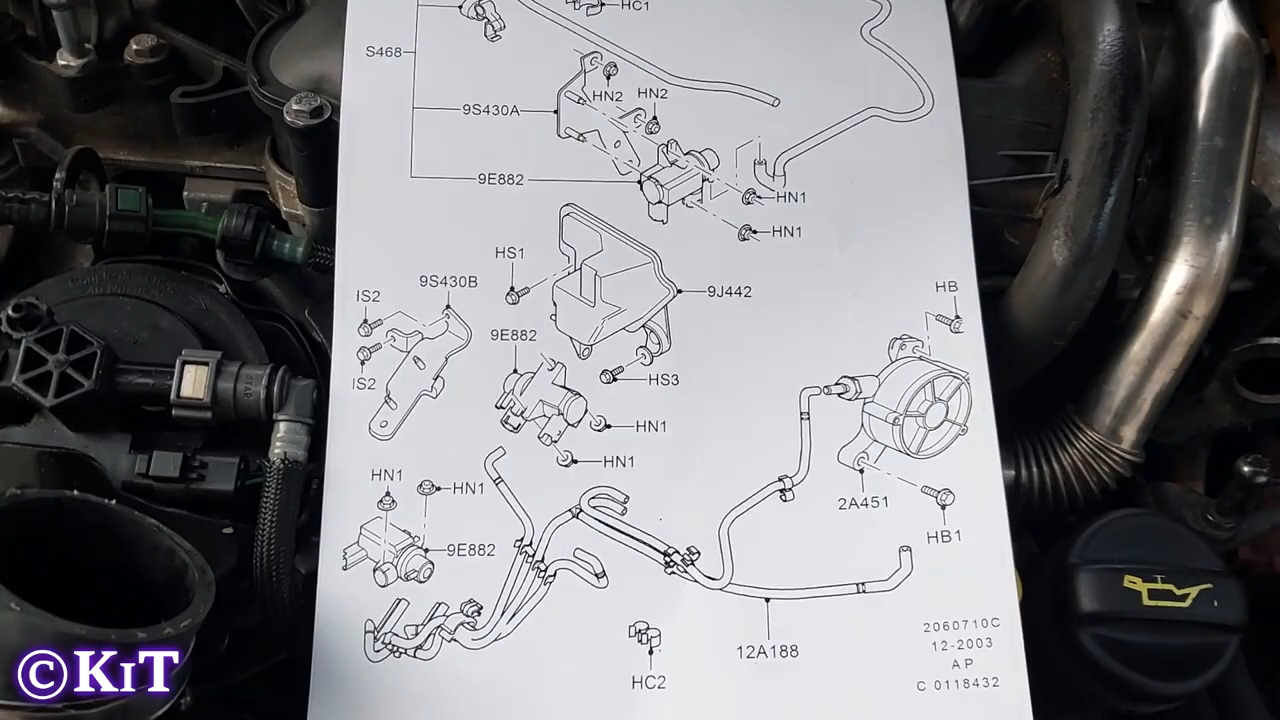 HC1
S468
HN2
HN2
9S430A
9E882
HN1
HN1
HS1
9S430B
9J442
IS2
IS2
9E882
HB
HS3
HN1
HN1
2A451
HN1
HN1
9E882
HB1
12A188
HC2
2060710C
12-2003
AP
C 0118432
STAR
©KiT